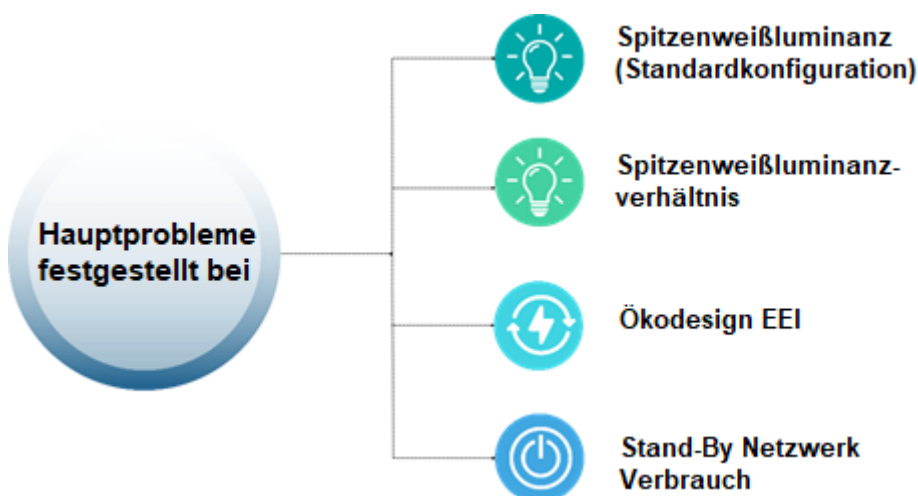 Spitzenweißluminanz
(Standardkonfiguration)
Spitzenweißluminanz-
verhältnis
Hauptprobleme
festgestellt bei
Ökodesign EEI
Stand-By Netzwerk
Verbrauch